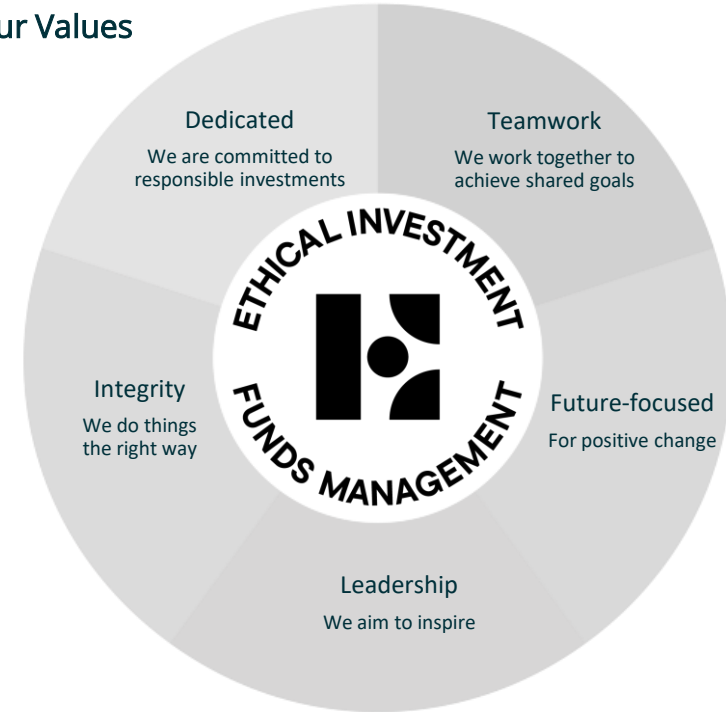 ur Values
Dedicated
We are committed to
responsible investments
Teamwork
We work together to
achieve shared goals
ETHICAL INVESTMENT
FUNDS MANAGEMENT
Integrity
We do things
the right way
Future-focused
For positive change
Leadership
We aim to inspire